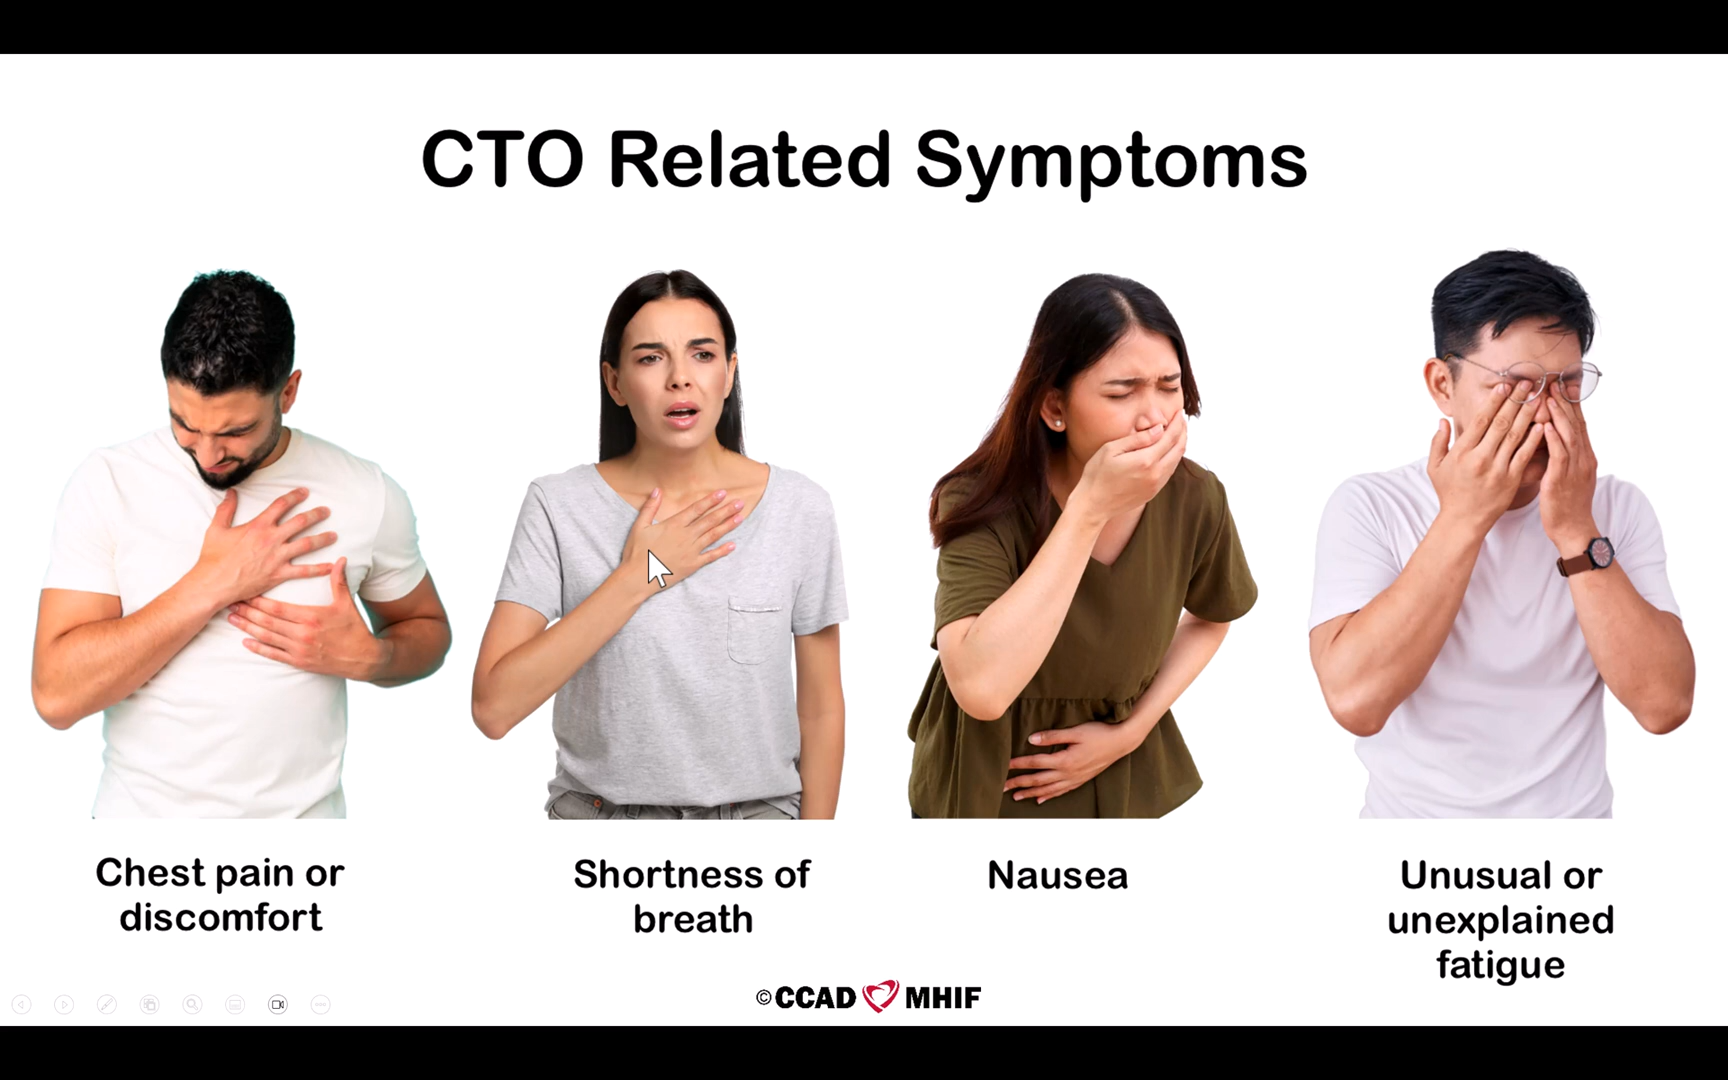 CTO Related Symptoms
Chest pain or
discomfort
Shortness of
breath
Nausea
Unusual or
unexplained
fatigue
©CCAD MHIF